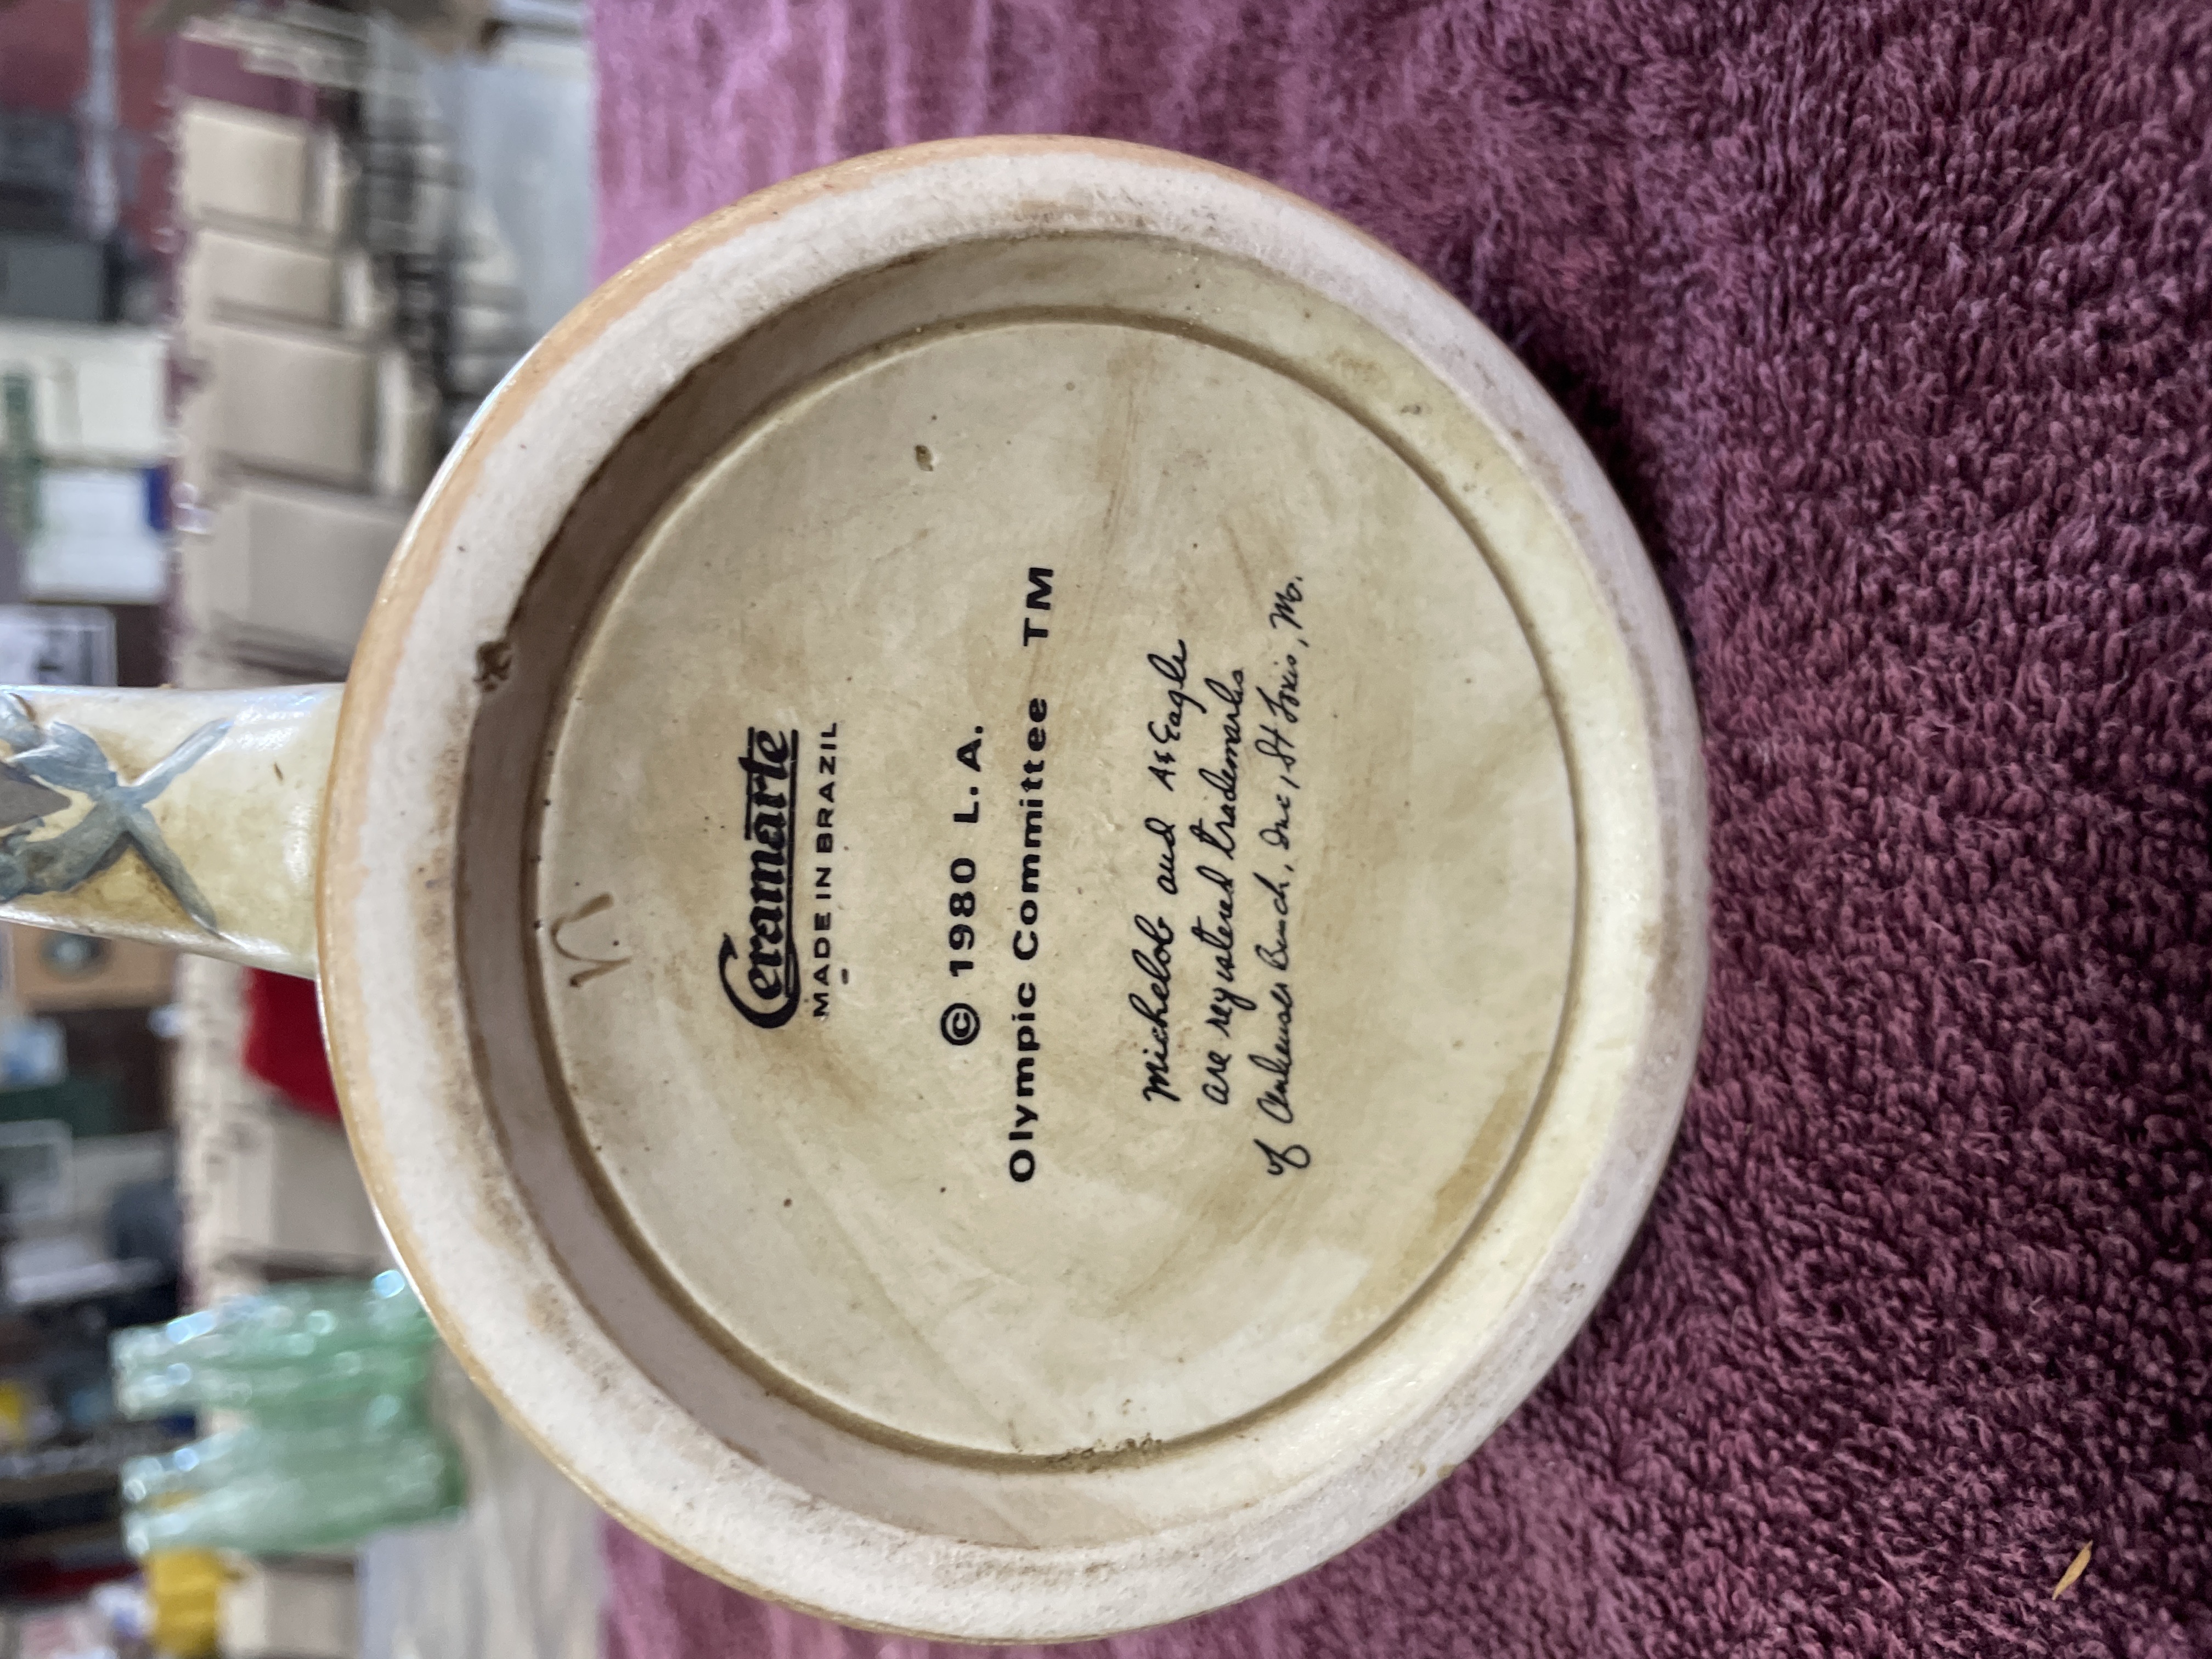 Ceramarte
MADE IN BRAZIL
© 1980 L.A.
Olympic Committee TM
Michelob and A&Eagle
are registered trademarks
of Anheuser Busch, Inc, St Louis, Mo.